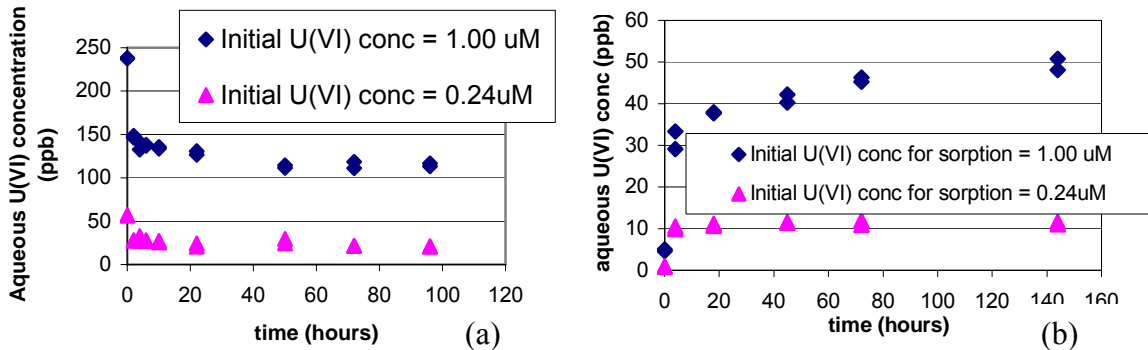 Aqueous U(VI) concentration
(ppb)
250
200
150
100
50
0
Initial U(VI) conc = 1.00 uM
Initial U(VI) conc = 0.24uM
0 20 40 60 80 100 120
time (hours)
(a)
aqueous U(VI) conc (ppb)
60
50
40
30
20
10
0
Initial U(VI) conc for sorption = 1.00 uM
Initial U(VI) conc for sorption = 0.24uM
0 20 40 60 80 100 120 140 160
time (hours)
(b)